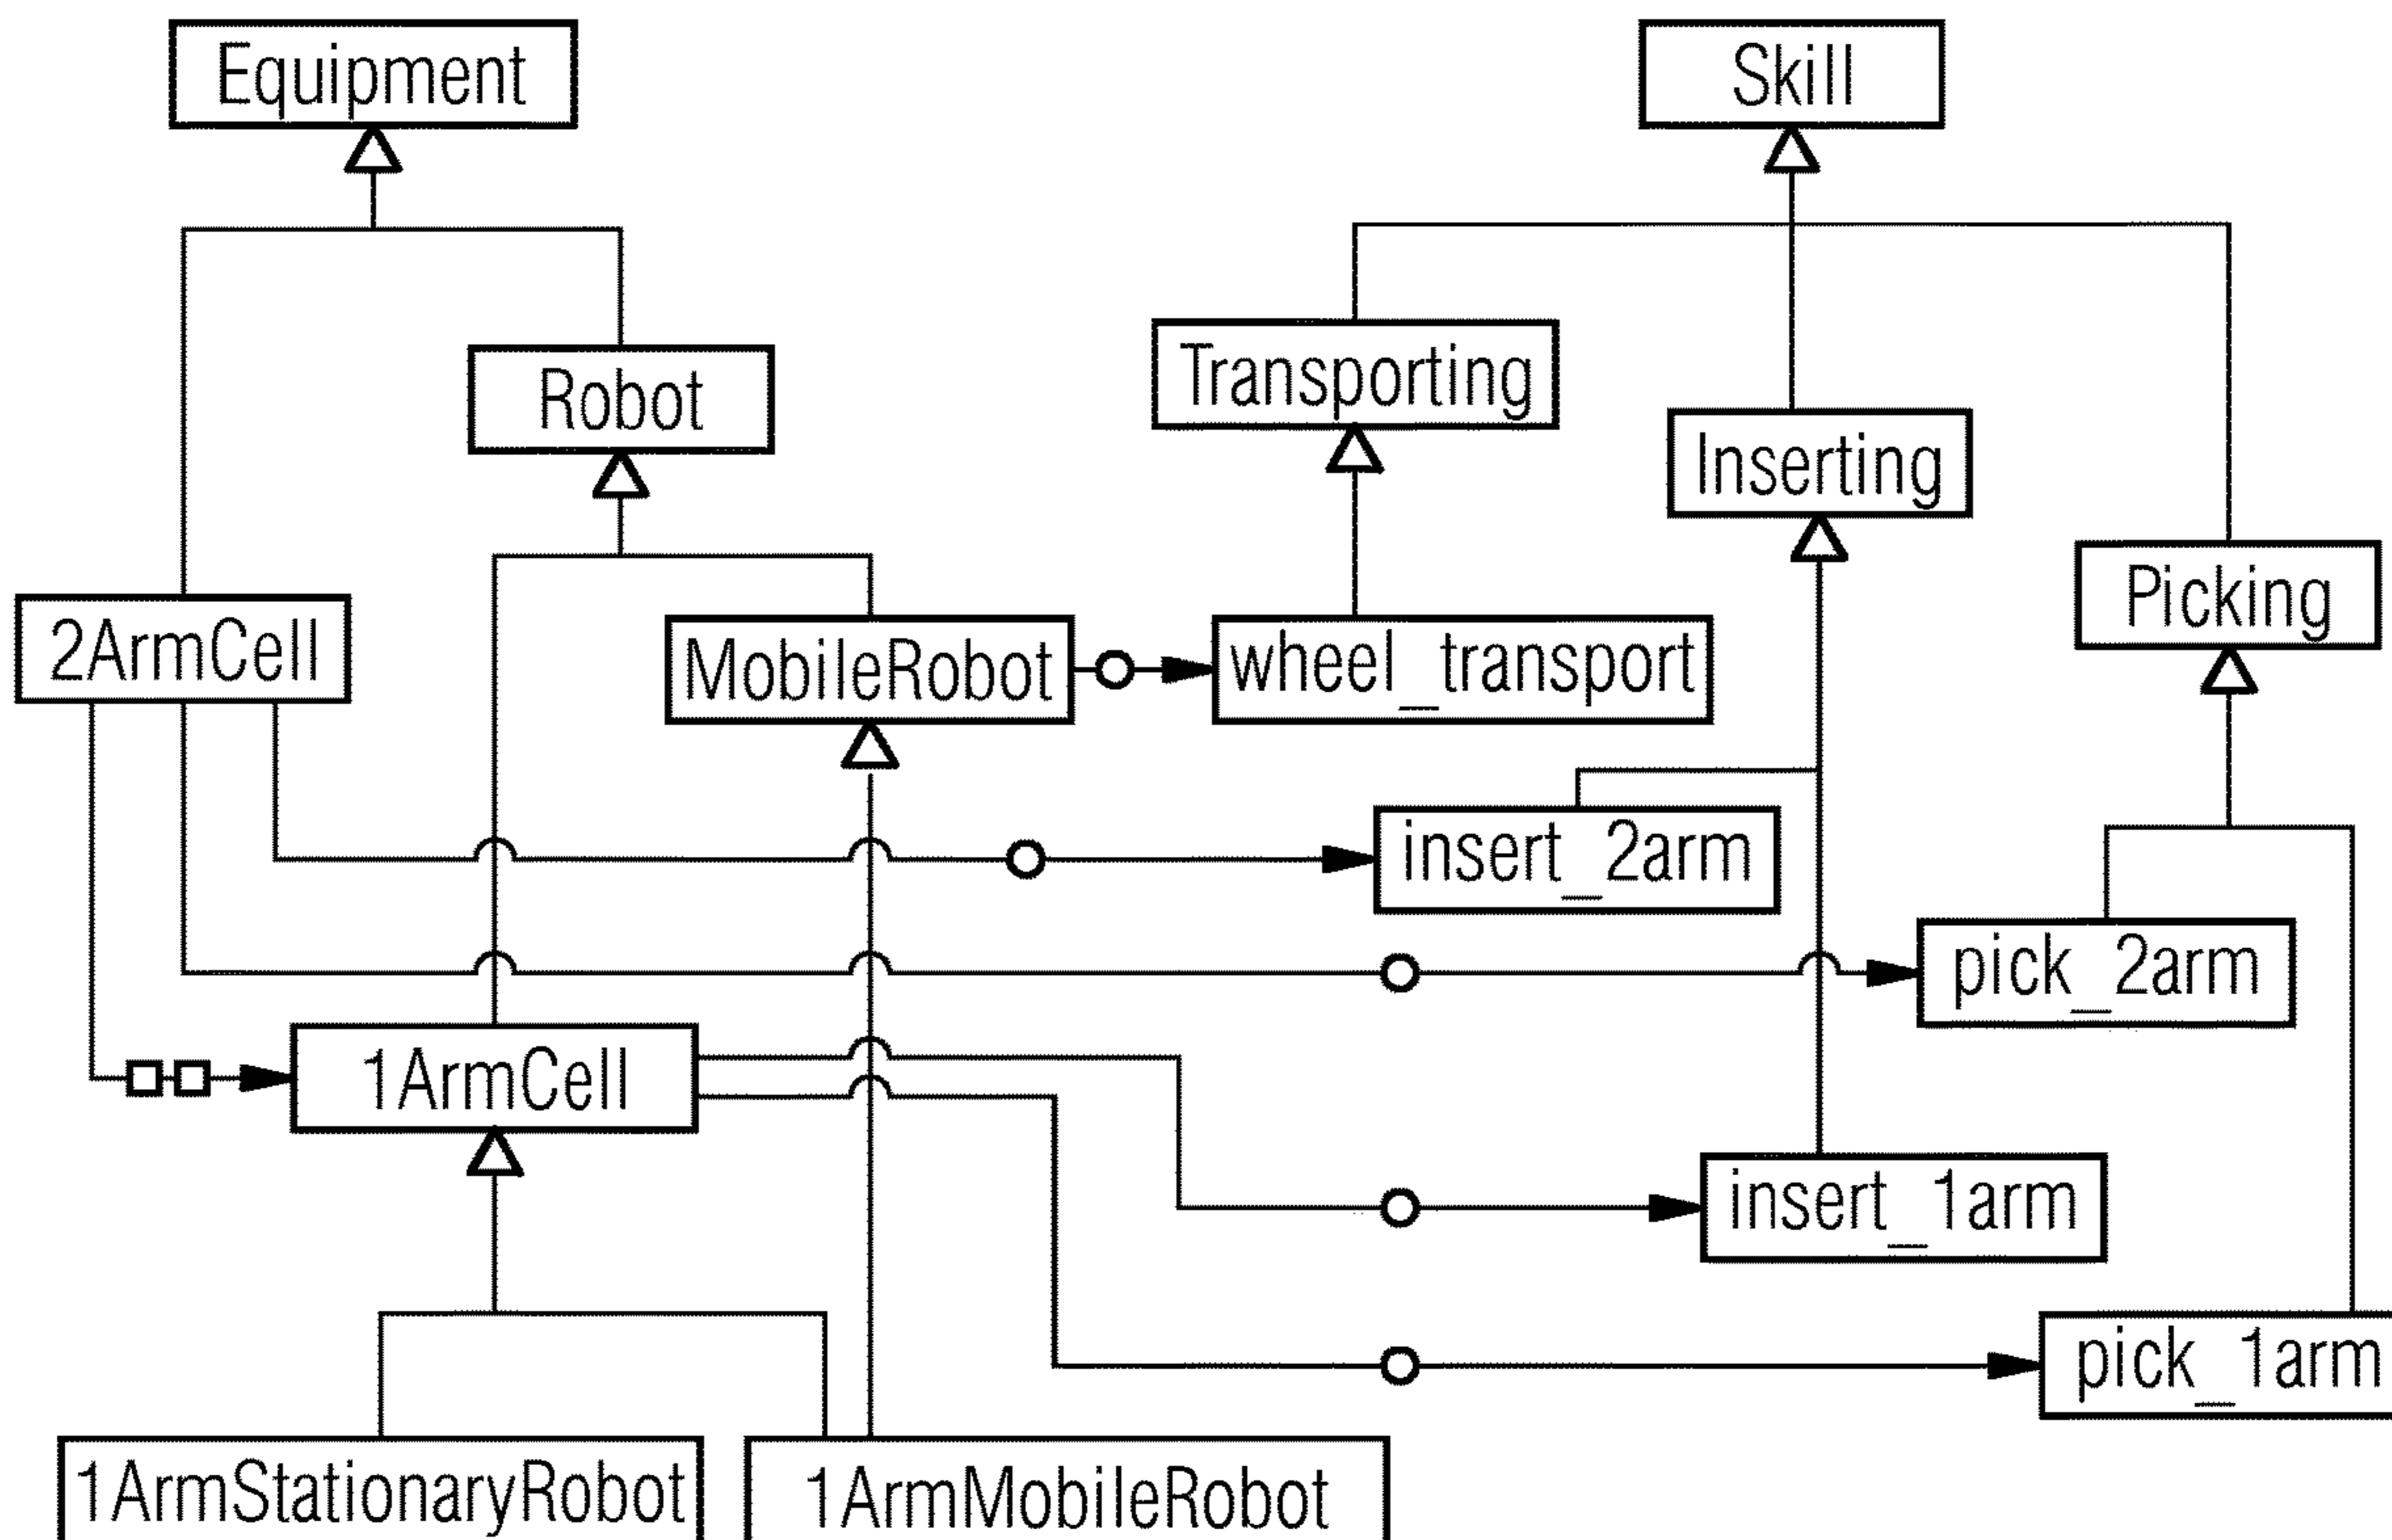 Equipment
Skill
Robot
Transporting
Inserting
Picking
2ArmCell
MobileRobot
wheel_transport
insert_2arm
pick_2arm
1ArmCell
insert_1arm
pick_1arm
1ArmStationaryRobot
1ArmMobileRobot